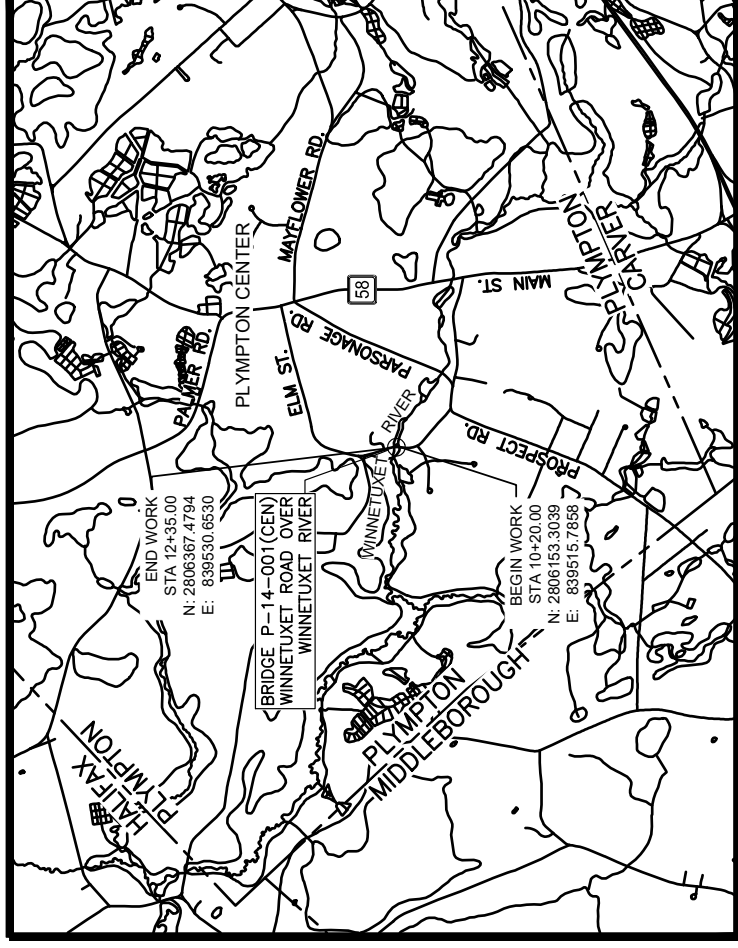 HALIFAX
PLYMPTON
END WORK
STA 12+35.00
N: 2806367.4794
E: 839530.6530
PALMER RD.
PLYMPTON CENTER
ELM ST.
MAYFLOWER RD.
PARSONAGE RD.
58
MAIN ST.
BRIDGE P-14-001(CEN)
WINNETUXET ROAD OVER
WINNETUXET RIVER
WINNETUXET RIVER
PROSPECT RD.
BEGIN WORK
STA 10+20.00
N: 2806153.3039
E: 839515.7858
PLYMPTON
MIDDLEBOROUGH
PLYMPTON
CARVER